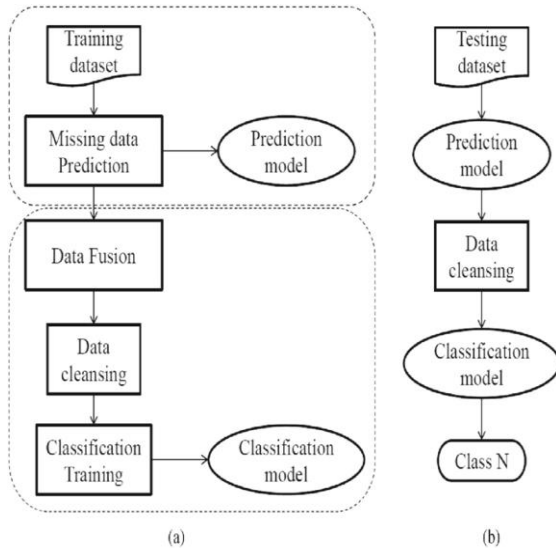 Training
dataset
Missing data
Prediction
Prediction
model
Data Fusion
Data
cleansing
Classification
Training
Classification
model
(a)
Testing
dataset
Prediction
model
Data
cleansing
Classification
model
Class N
(b)